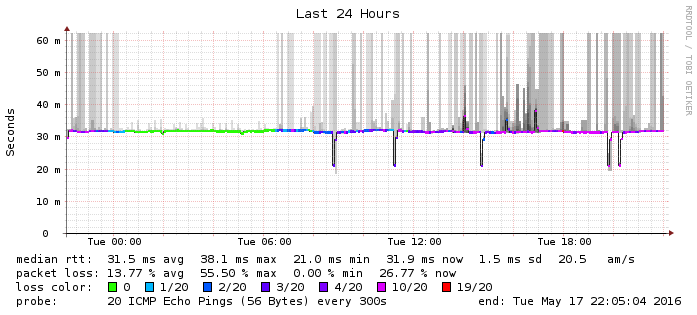 Last 24 Hours
RRDTOOL / TOBI OETIKER
Seconds
60 m
50 m
40 m
30 m
20 m
10 m
0
Tue 00:00 Tue 06:00 Tue 12:00 Tue 18:00
median rtt: 31.5 ms avg 38.1 ms max 21.0 ms min 31.9 ms now 1.5 ms sd 20.5 am/s
packet loss: 13.77 % avg 55.50 % max 0.00 % min 26.77 % now
loss color: 0 1/20 2/20 3/20 4/20 10/20 19/20
probe: 20 ICMP Echo Pings (56 Bytes) every 300s end: Tue May 17 22:05:04 2016